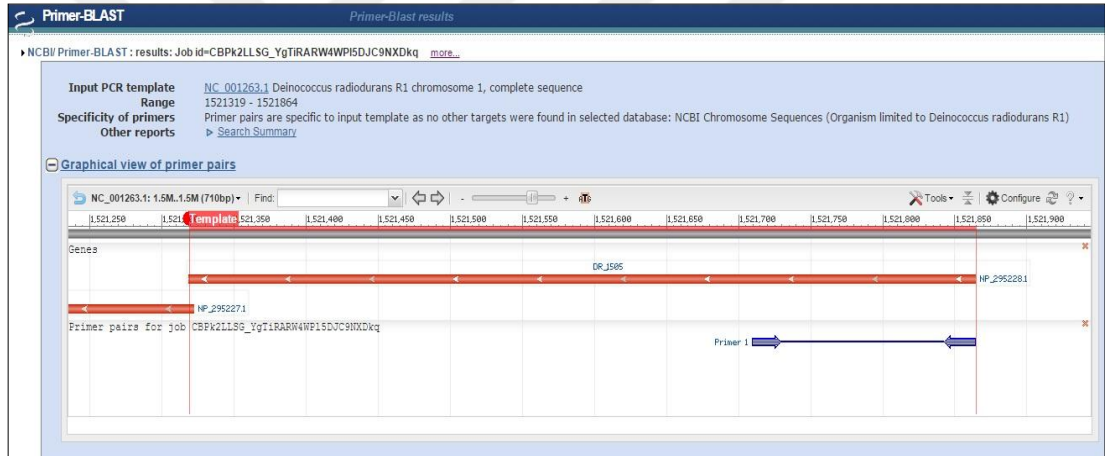 Primer-BLAST Primer-Blast results
NCBI/ Primer-BLAST : results: Job id=CBPk2LLSG_YgTiRARW4WPl5DJC9NXDkq more...
Input PCR template NC_001263.1 Deinococcus radiodurans R1 chromosome 1, complete sequence
Range 1521319 - 1521864
Specificity of primers Primer pairs are specific to input template as no other targets were found in selected database: NCBI Chromosome Sequences (Organism limited to Deinococcus radiodurans R1)
Other reports Search Summary
Graphical view of primer pairs
NC_001263.1: 1.5M..1.5M (710bp) Find: Tools Configure ?
1,521,250 1,521, Template 521,350 1,521,400 1,521,450 1,521,500 1,521,550 1,521,600 1,521,650 1,521,700 1,521,750 1,521,800 1,521,850 1,521,900
Genes
DR_1505
NP_295228.1
NP_295227.1
Primer pairs for job CBPk2LLSG_YgTiRARW4WPl5DJC9NXDkq
Primer 1